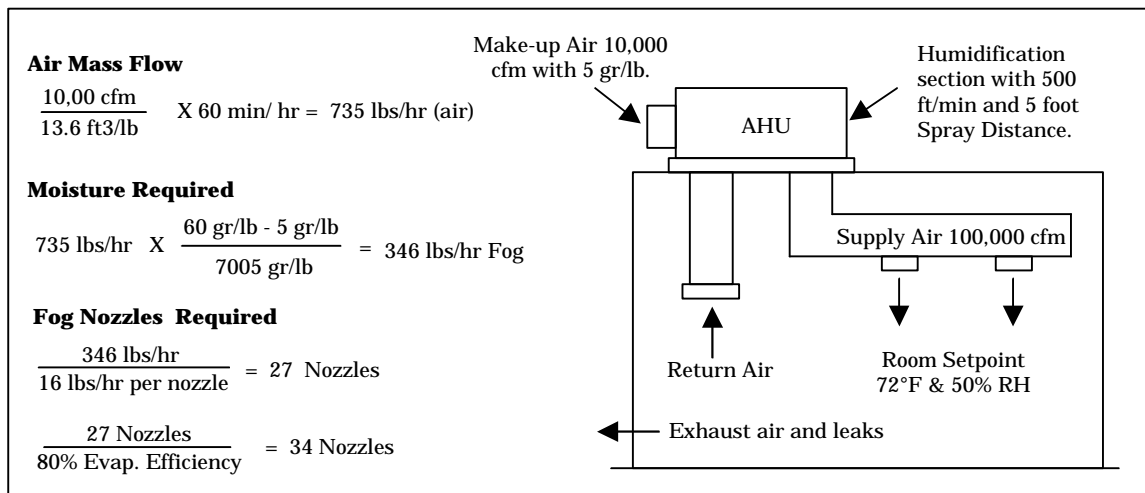 Air Mass Flow
10,00 cfm
13.6 ft3/lb
X 60 min/ hr = 735 lbs/hr (air)
Moisture Required
735 lbs/hr X
60 gr/lb - 5 gr/lb
7005 gr/lb
= 346 lbs/hr Fog
Fog Nozzles Required
346 lbs/hr
16 lbs/hr per nozzle
= 27 Nozzles
27 Nozzles
80% Evap. Efficiency
= 34 Nozzles
Make-up Air 10,000
cfm with 5 gr/lb.
Humidification
section with 500
ft/min and 5 foot
Spray Distance.
AHU
Supply Air 100,000 cfm
Return Air
Room Setpoint
72°F & 50% RH
Exhaust air and leaks